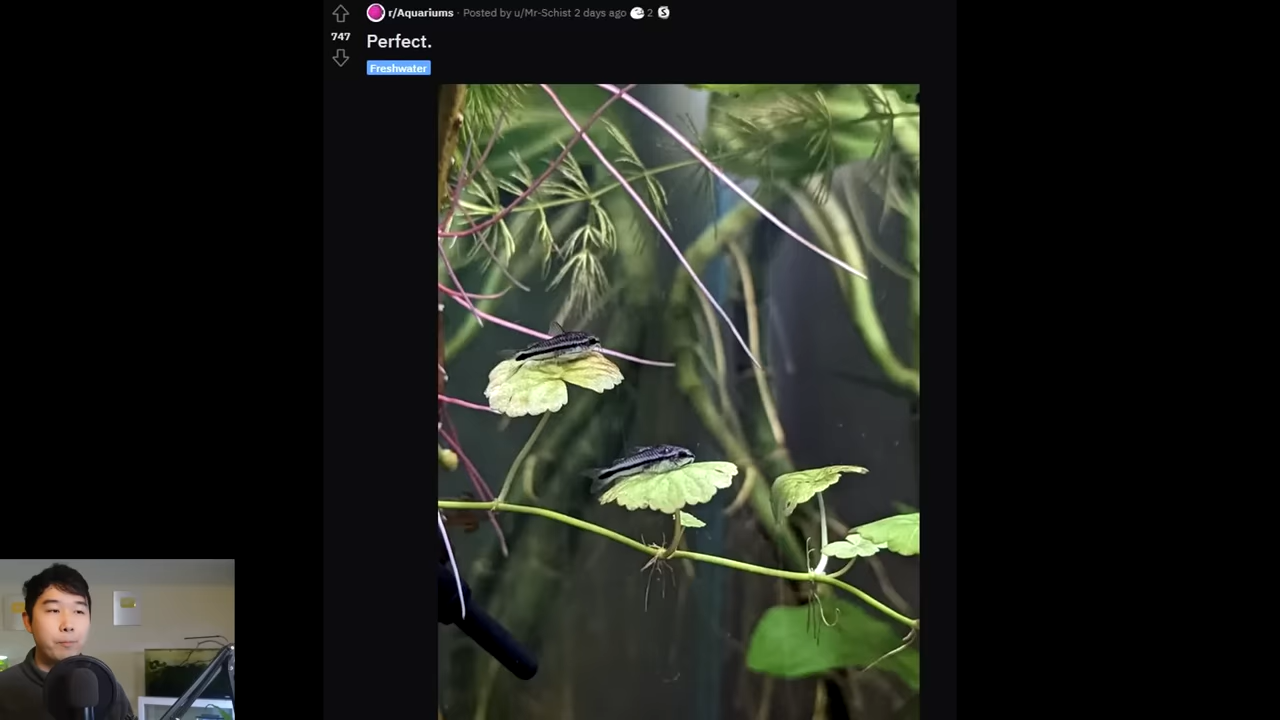 r/Aquariums · Posted by u/Mr-Schist 2 days ago 2 S
747
Perfect.
Freshwater